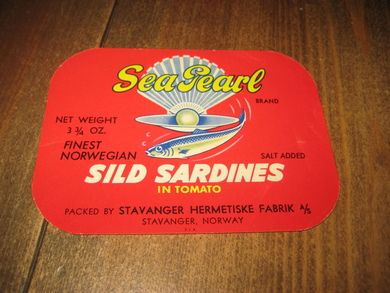 Sea Pearl
BRAND
NET WEIGHT
3 3/4 OZ.
FINEST
NORWEGIAN
SALT ADDED
SILD SARDINES
IN TOMATO
PACKED BY STAVANGER HERMETISKE FABRIK A/S
STAVANGER, NORWAY